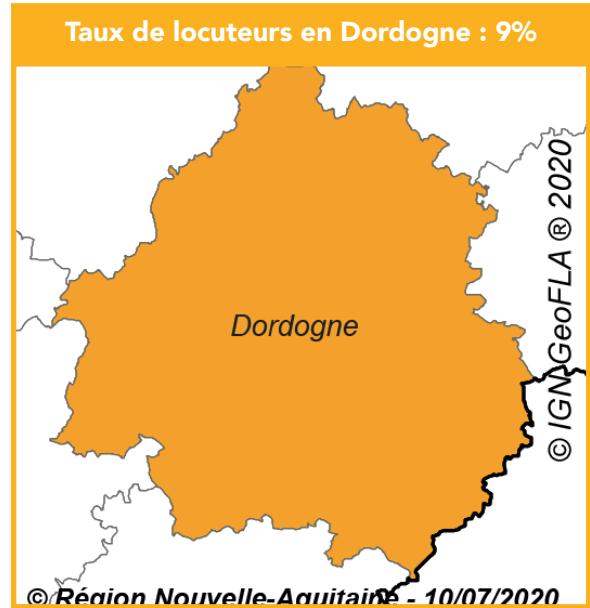 Taux de locuteurs en Dordogne : 9%
© IGN GeoFLA ® 2020
Dordogne
© Région Nouvelle-Aquitaine - 10/07/2020